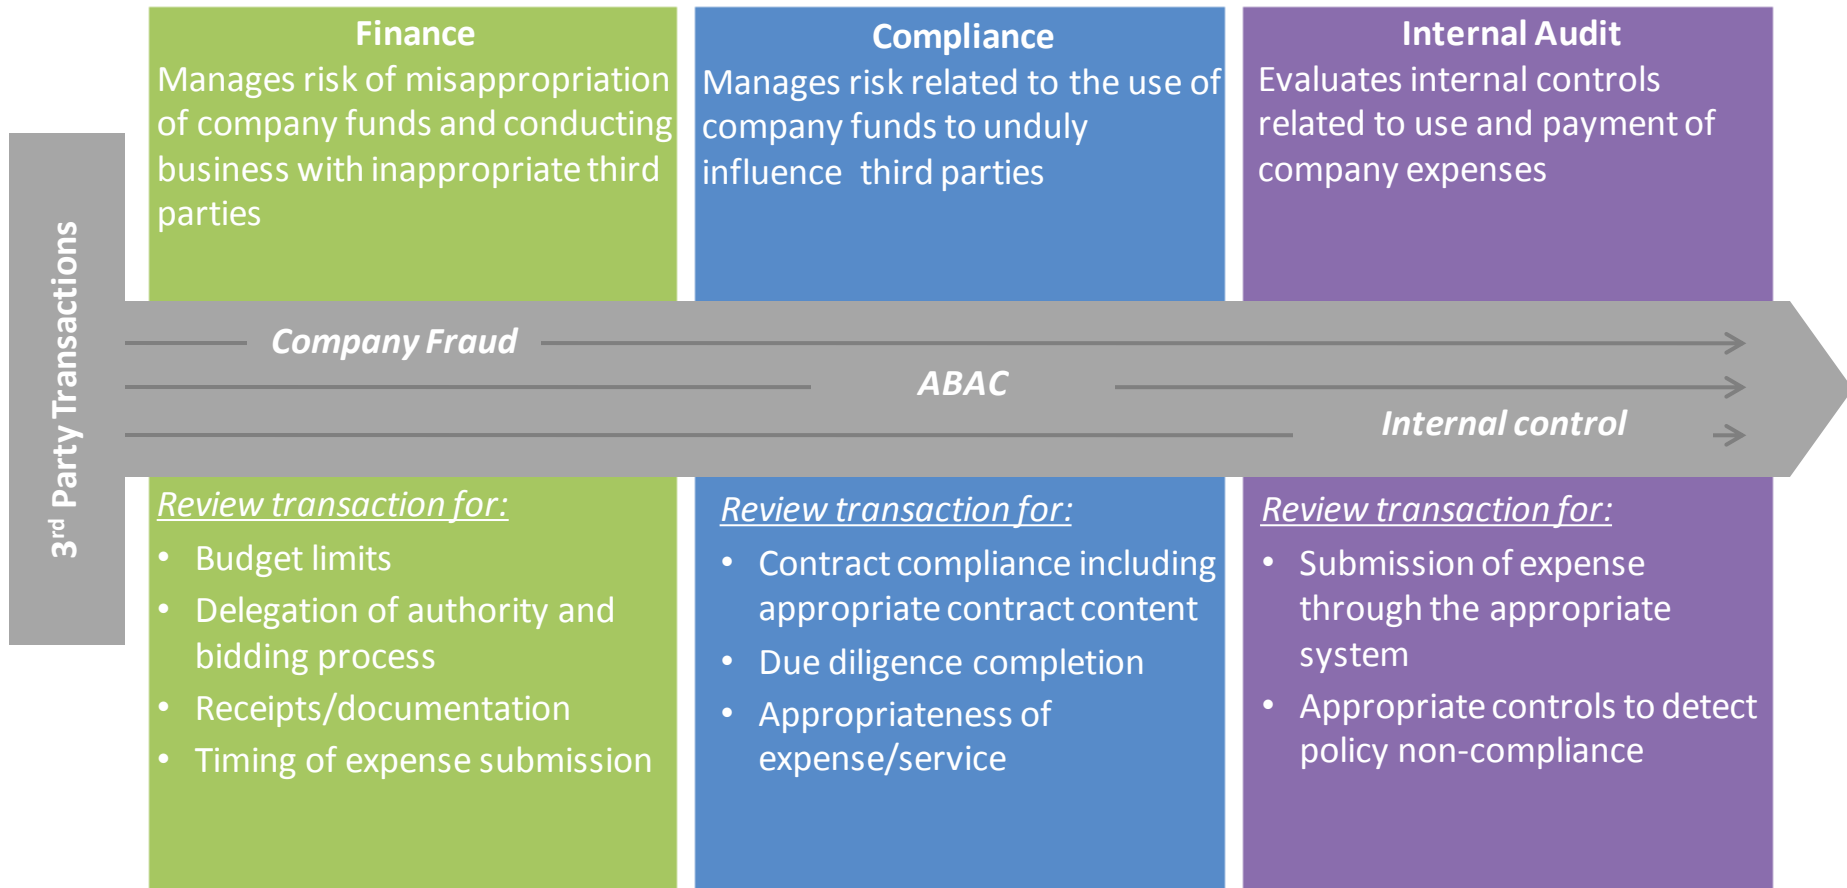 3rd Party Transactions
Finance
Manages risk of misappropriation
of company funds and conducting
business with inappropriate third
parties
Compliance
Manages risk related to the use of
company funds to unduly
influence third parties
Internal Audit
Evaluates internal controls
related to use and payment of
company expenses
Company Fraud
ABAC
Internal control
Review transaction for:
• Budget limits
• Delegation of authority and
bidding process
• Receipts/documentation
• Timing of expense submission
Review transaction for:
• Contract compliance including
appropriate contract content
• Due diligence completion
• Appropriateness of
expense/service
Review transaction for:
• Submission of expense
through the appropriate
system
• Appropriate controls to detect
policy non-compliance